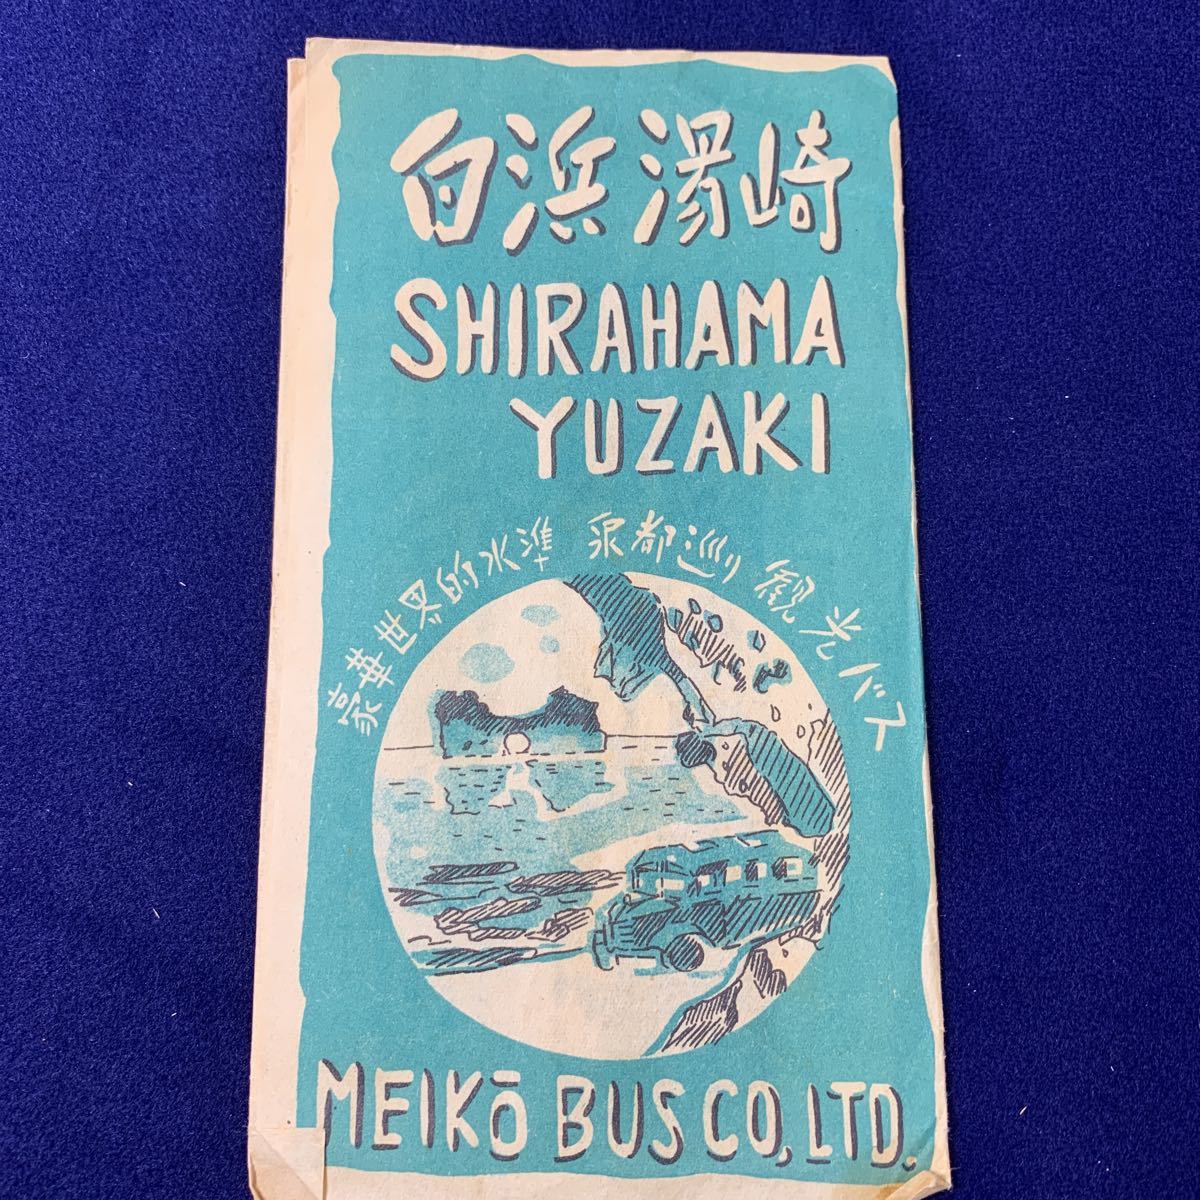 白浜湯崎
SHIRAHAMA
YUZAKI
豪華世界的水準 泉都巡り 観光バス
MEIKŌ BUS CO., LTD.